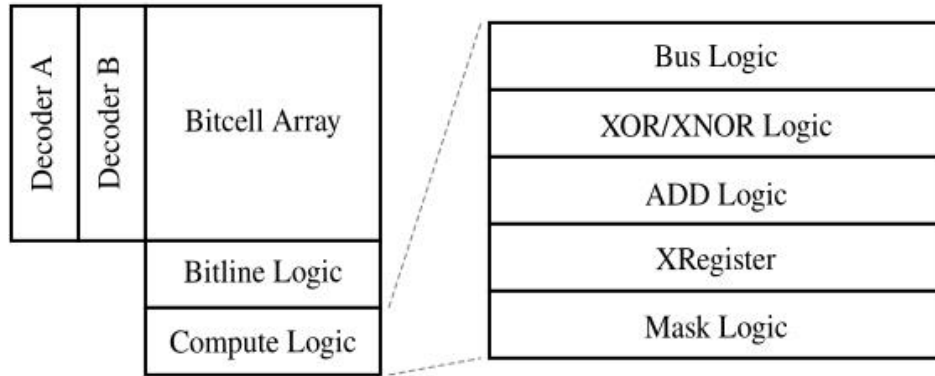 Decoder A
Decoder B
Bitcell Array
Bitline Logic
Compute Logic
Bus Logic
XOR/XNOR Logic
ADD Logic
XRegister
Mask Logic